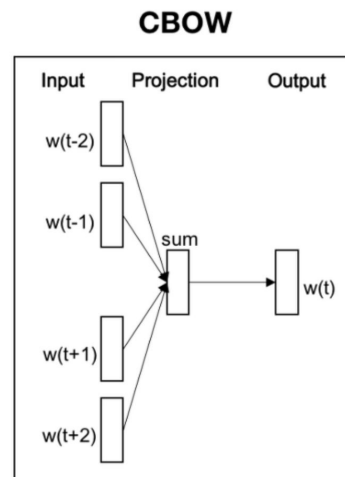 CBOW
Input Projection Output
w(t-2)
w(t-1)
sum
w(t)
w(t+1)
w(t+2)